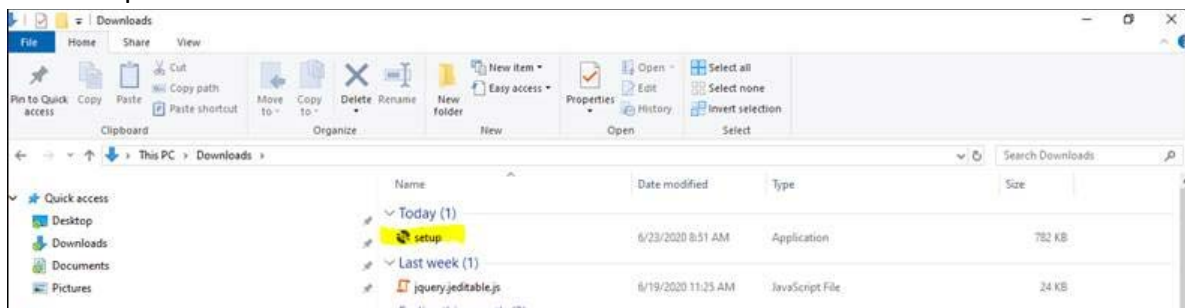 Downloads
File Home Share View
Pin to Quick access
Copy
Paste
Cut
Copy path
Paste shortcut
Move to
Copy to
Delete
Rename
New folder
New item
Easy access
Properties
Open
Edit
History
Select all
Select none
Invert selection
Clipboard Organize New Open Select
This PC > Downloads > Search Downloads
Name Date modified Type Size
Quick access
Desktop
Downloads
Documents
Pictures
Today (1)
setup 6/23/2020 8:51 AM Application 782 KB
Last week (1)
jquery.jeditable.js 6/19/2020 11:25 AM JavaScript File 24 KB